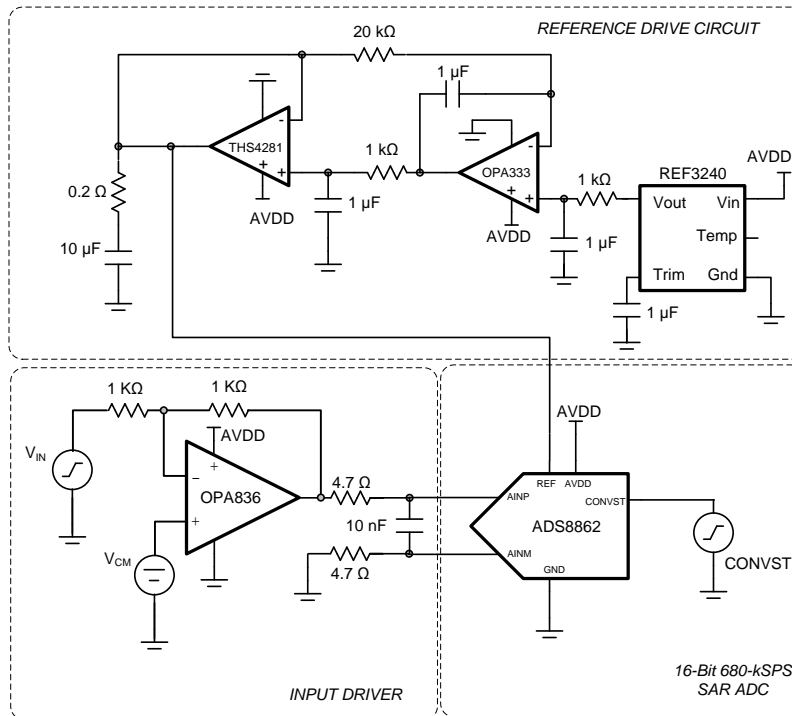 REFERENCE DRIVE CIRCUIT
20 kΩ
1 µF
-
THS4281
+
+
AVDD
1 kΩ
1 µF
-
OPA333
+
+
AVDD
1 kΩ
1 µF
REF3240
AVDD
Vout
Vin
Temp
Trim
Gnd
1 µF
0.2 Ω
10 µF
1 KΩ
1 KΩ
AVDD
VIN
+
−
OPA836
+
VCM
4.7 Ω
10 nF
4.7 Ω
INPUT DRIVER
AVDD
REF
AVDD
CONVST
AINP
ADS8862
AINM
GND
CONVST
16-Bit 680-kSPS
SAR ADC